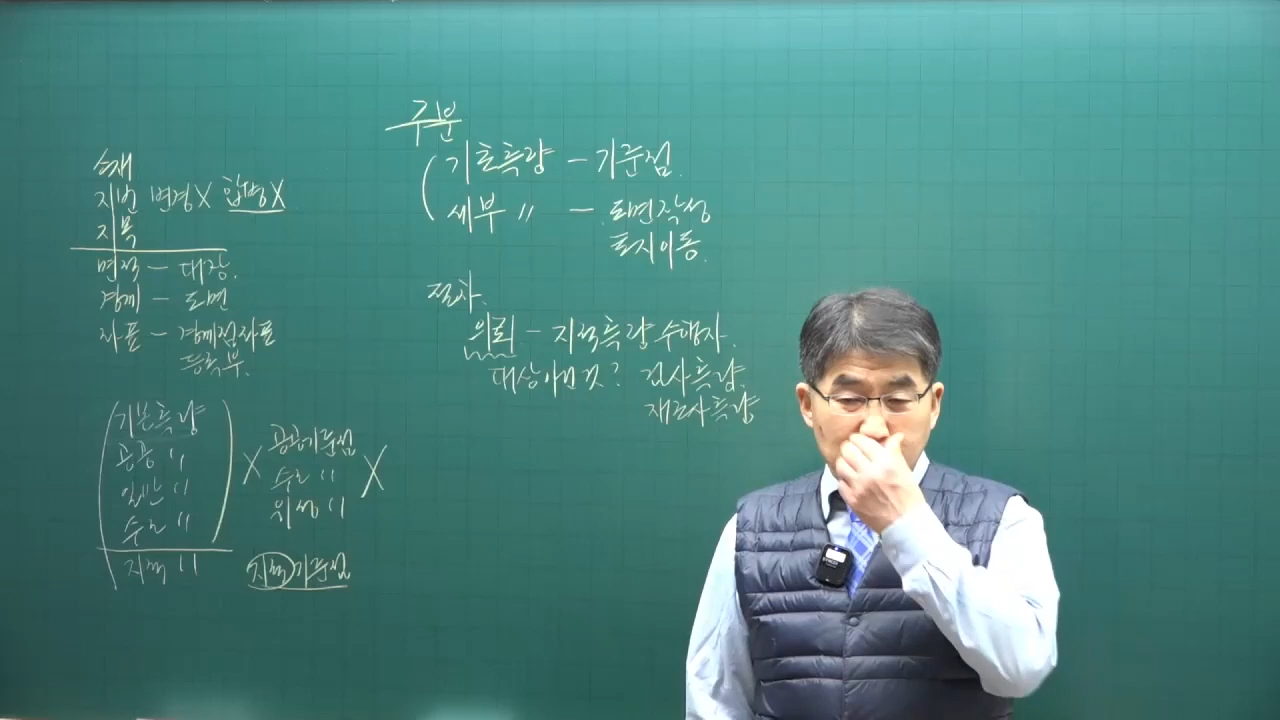 소재
지번 변경X 합병X
지목
면적 - 대장.
경계 - 도면
좌표 - 경계점좌표
등록부.
기본측량
공공 〃
일반 〃
수로 〃
지적 〃
X
공공기준점
수로 〃
위성 〃
X
지적기준점
구분
기초측량 - 기준점.
세부 〃 - 도면작성
토지이동.
절차.
의뢰 - 지적측량수행자.
대상아닌것? 검사측량.
재조사측량